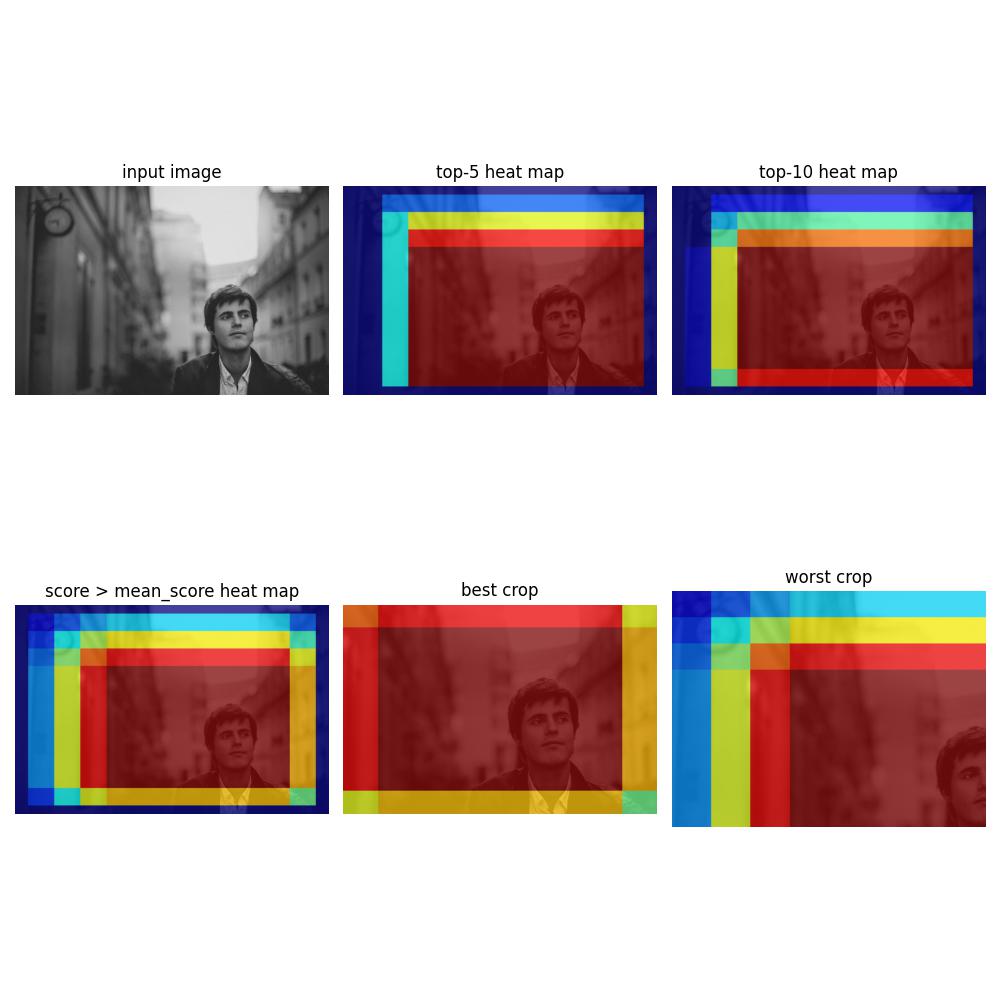 input image
top-5 heat map
top-10 heat map
score > mean_score heat map
best crop
worst crop